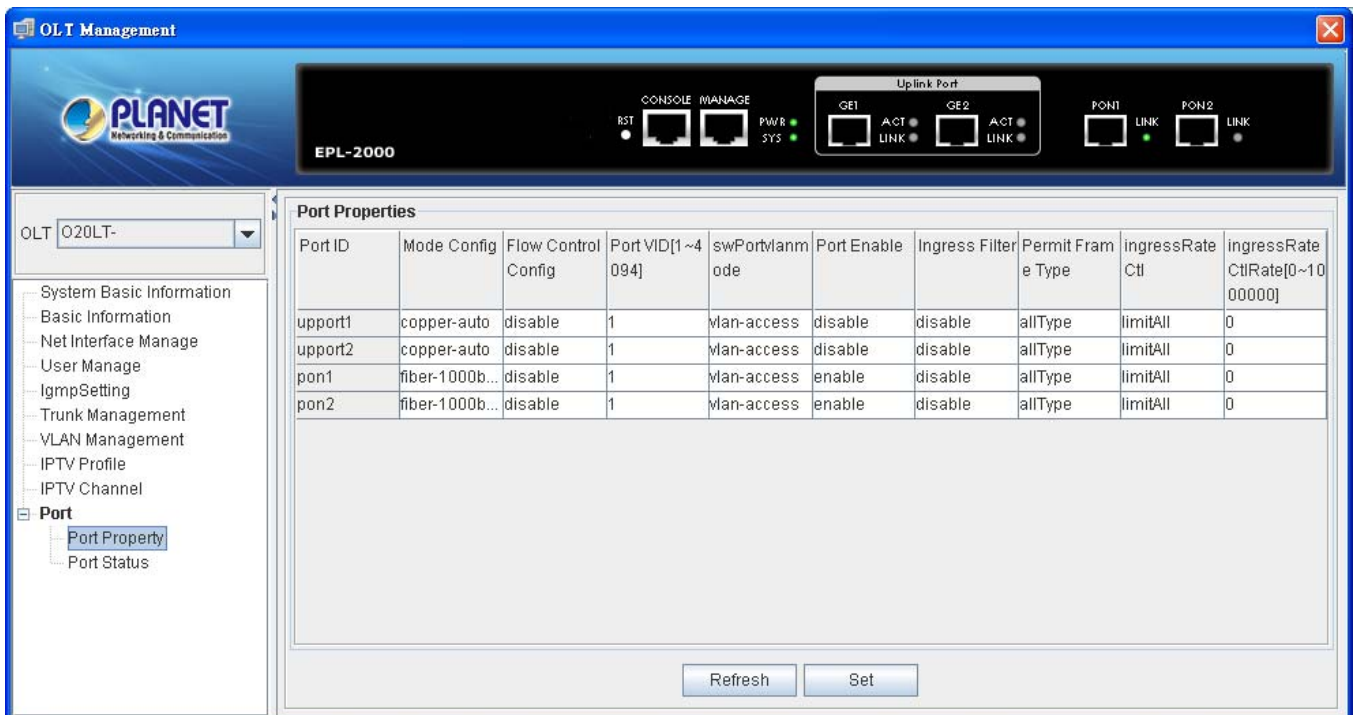 OLT Management
PLANET
Networking & Communication
EPL-2000
RST
CONSOLE MANAGE
PWR
SYS
Uplink Port
GE1
ACT
LINK
GE2
ACT
LINK
PON1
LINK
PON2
LINK
OLT O20LT-
System Basic Information
Basic Information
Net Interface Manage
User Manage
IgmpSetting
Trunk Management
VLAN Management
IPTV Profile
IPTV Channel
Port
Port Property
Port Status
Port Properties
Port ID Mode Config Flow Control Config Port VID[1~4094] swPortvlanmode Port Enable Ingress Filter Permit Frame Type ingressRateCtl ingressRateCtlRate[0~1000000]
upport1 copper-auto disable 1 vlan-access disable disable allType limitAll 0
upport2 copper-auto disable 1 vlan-access disable disable allType limitAll 0
pon1 fiber-1000b... disable 1 vlan-access enable disable allType limitAll 0
pon2 fiber-1000b... disable 1 vlan-access enable disable allType limitAll 0
Refresh Set